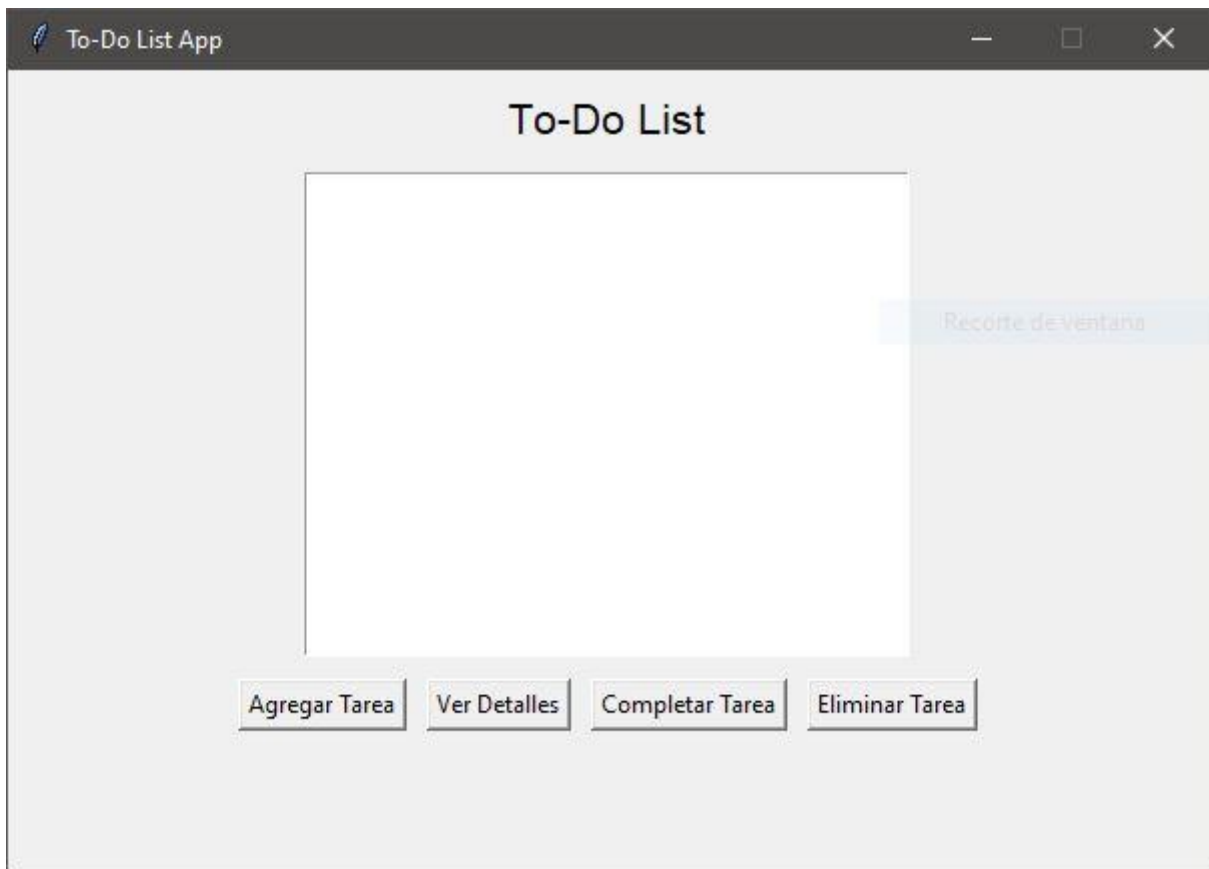 To-Do List App
To-Do List
Recorte de ventana
Agregar Tarea Ver Detalles Completar Tarea Eliminar Tarea